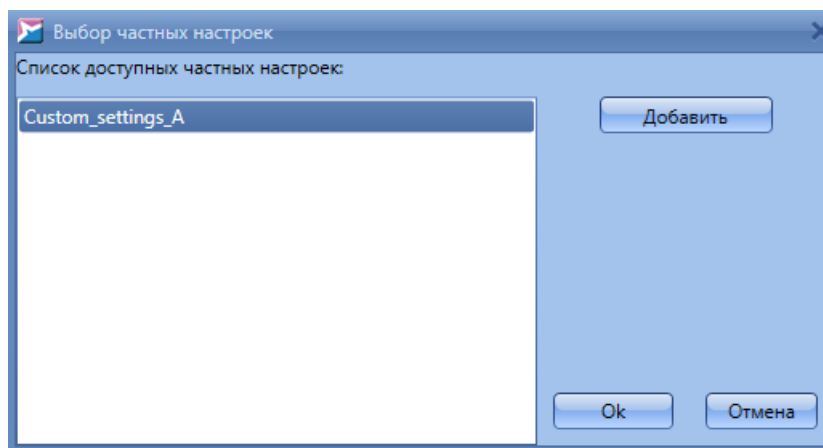 Выбор частных настроек
Список доступных частных настроек:
Custom_settings_A
Добавить
Ok
Отмена